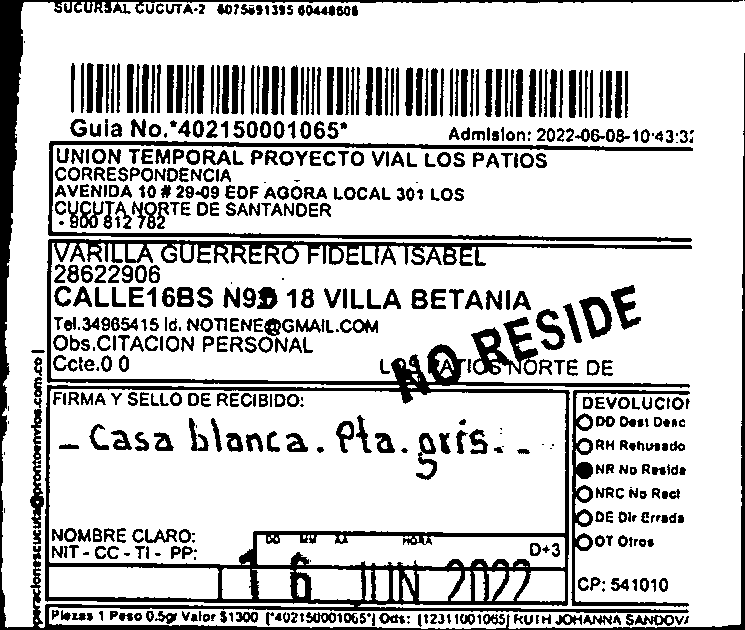 SUCURSAL CUCUTA-2 6075891395 60448608
Guia No.*402150001065*
Admision: 2022-06-08-10:43:32
UNION TEMPORAL PROYECTO VIAL LOS PATIOS
CORRESPONDENCIA
AVENIDA 10 # 29-09 EDF AGORA LOCAL 301 LOS
CUCUTA NORTE DE SANTANDER
- 900 812 782
VARILLA GUERRERO FIDELIA ISABEL
28622906
CALLE16BS 18 VILLA BETANIA
Tel.34965415 Id. NOTIENE@GMAIL.COM
Obs.CITACION PERSONAL
Ccte.0 0
LOS PATIOS NORTE DE
NO RESIDE
FIRMA Y SELLO DE RECIBIDO:
- Casa blanca. Pta. gris. -
DEVOLUCION
DD Dest Desc
RH Rehusado
NR No Reside
NRC No Recl
DE Dir Errada
OT Otros
NOMBRE CLARO:
NIT - CC - TI - PP:
DD MM AA HORA
D+3
16 JUN 2022
CP: 541010
Piezas 1 Peso 0.5gr Valor $1300 [*402150001065*] Ods: [12311001065] RUTH JOHANNA SANDOVA
peracionescucuta@prontoenvios.com.co |